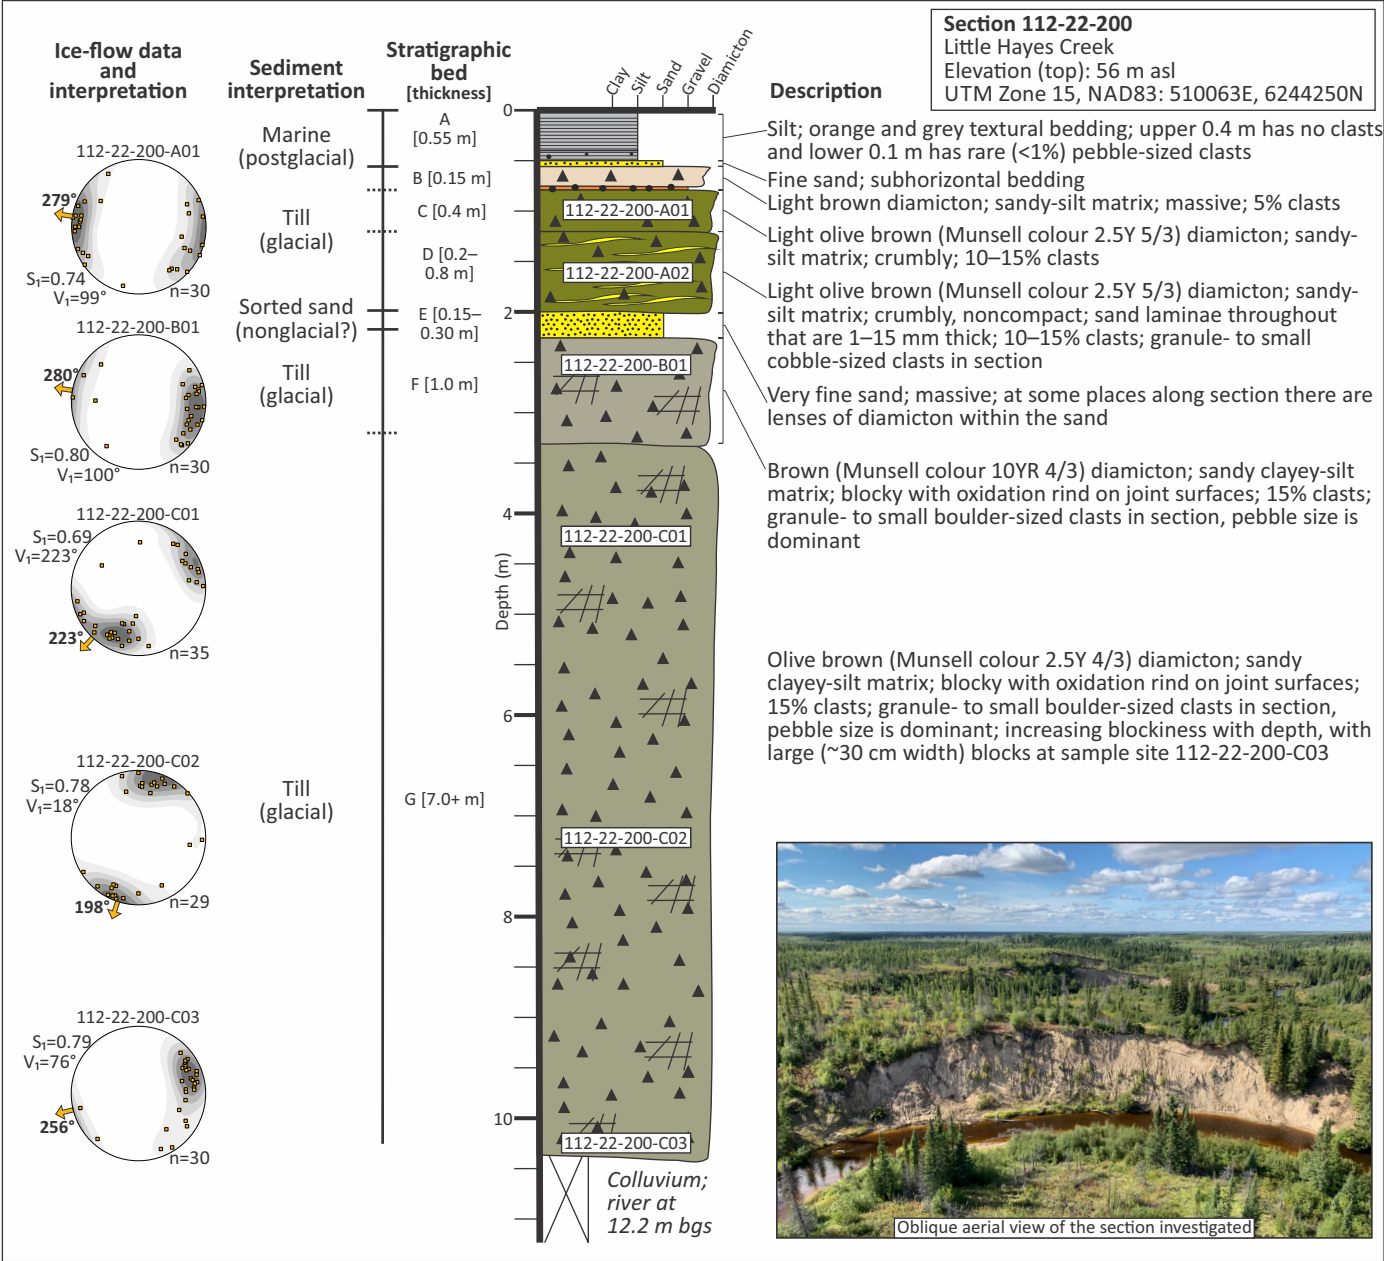 Section 112-22-200
Little Hayes Creek
Elevation (top): 56 m asl
UTM Zone 15, NAD83: 510063E, 6244250N
Ice-flow data
and
interpretation
Sediment
interpretation
Stratigraphic
bed
[thickness]
Clay
Silt
Sand
Gravel
Diamicton
Description
112-22-200-A01
279°
S₁=0.74
V₁=99°
n=30
112-22-200-B01
280°
S₁=0.80
V₁=100°
n=30
112-22-200-C01
S₁=0.69
V₁=223°
223°
n=35
112-22-200-C02
S₁=0.78
V₁=18°
198°
n=29
112-22-200-C03
S₁=0.79
V₁=76°
256°
n=30
Marine
(postglacial)
Till
(glacial)
Sorted sand
(nonglacial?)
Till
(glacial)
Till
(glacial)
A
[0.55 m]
B [0.15 m]
C [0.4 m]
D [0.2–
0.8 m]
E [0.15–
0.30 m]
F [1.0 m]
G [7.0+ m]
Depth (m)
0
2
4
6
8
10
112-22-200-A01
112-22-200-A02
112-22-200-B01
112-22-200-C01
112-22-200-C02
112-22-200-C03
Colluvium;
river at
12.2 m bgs
Silt; orange and grey textural bedding; upper 0.4 m has no clasts
and lower 0.1 m has rare (<1%) pebble-sized clasts
Fine sand; subhorizontal bedding
Light brown diamicton; sandy-silt matrix; massive; 5% clasts
Light olive brown (Munsell colour 2.5Y 5/3) diamicton; sandy-
silt matrix; crumbly; 10–15% clasts
Light olive brown (Munsell colour 2.5Y 5/3) diamicton; sandy-
silt matrix; crumbly, noncompact; sand laminae throughout
that are 1–15 mm thick; 10–15% clasts; granule- to small
cobble-sized clasts in section
Very fine sand; massive; at some places along section there are
lenses of diamicton within the sand
Brown (Munsell colour 10YR 4/3) diamicton; sandy clayey-silt
matrix; blocky with oxidation rind on joint surfaces; 15% clasts;
granule- to small boulder-sized clasts in section, pebble size is
dominant
Olive brown (Munsell colour 2.5Y 4/3) diamicton; sandy
clayey-silt matrix; blocky with oxidation rind on joint surfaces;
15% clasts; granule- to small boulder-sized clasts in section,
pebble size is dominant; increasing blockiness with depth, with
large (~30 cm width) blocks at sample site 112-22-200-C03
Oblique aerial view of the section investigated